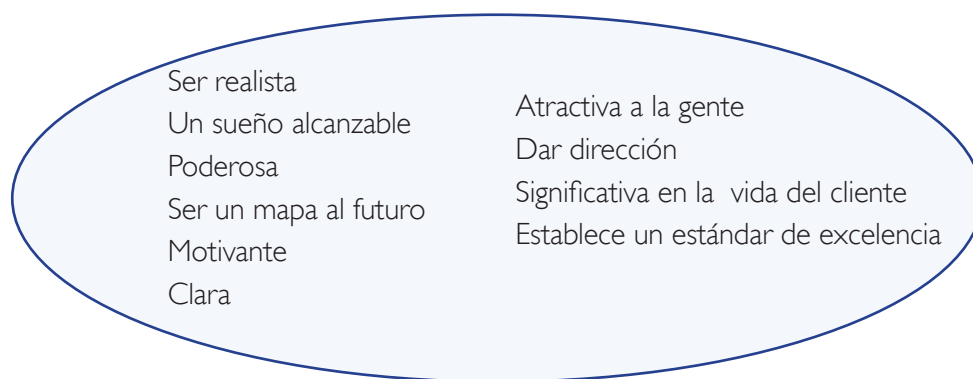 Ser realista
Un sueño alcanzable
Poderosa
Ser un mapa al futuro
Motivante
Clara
Atractiva a la gente
Dar dirección
Significativa en la  vida del cliente
Establece un estándar de excelencia